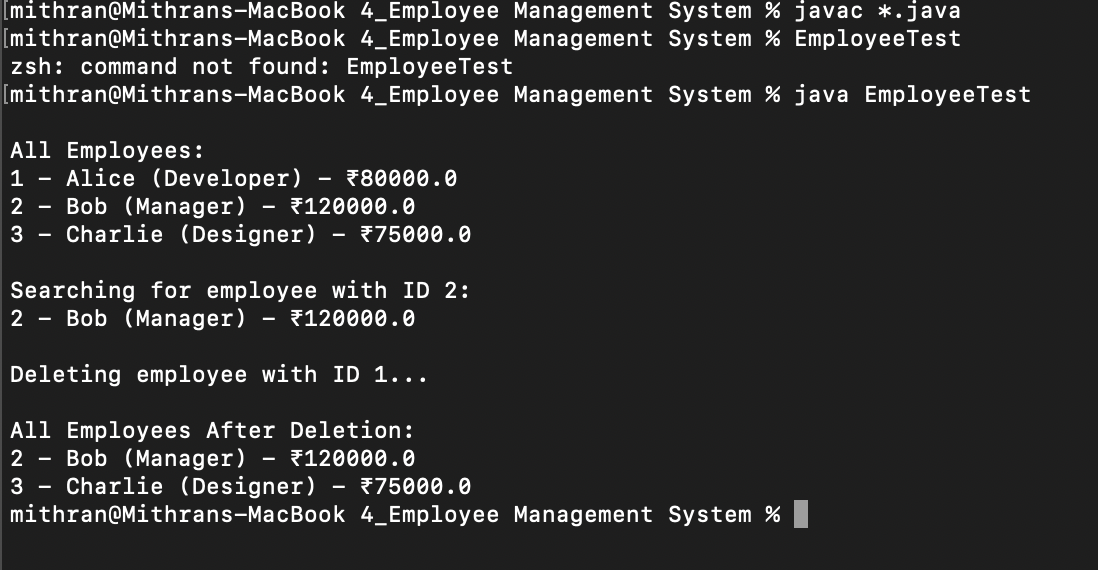 [mithran@Mithrans-MacBook 4_Employee Management System % javac *.java
[mithran@Mithrans-MacBook 4_Employee Management System % EmployeeTest
zsh: command not found: EmployeeTest
[mithran@Mithrans-MacBook 4_Employee Management System % java EmployeeTest
All Employees:
1 - Alice (Developer) - ₹80000.0
2 - Bob (Manager) - ₹120000.0
3 - Charlie (Designer) - ₹75000.0
Searching for employee with ID 2:
2 - Bob (Manager) - ₹120000.0
Deleting employee with ID 1...
All Employees After Deletion:
2 - Bob (Manager) - ₹120000.0
3 - Charlie (Designer) - ₹75000.0
mithran@Mithrans-MacBook 4_Employee Management System %